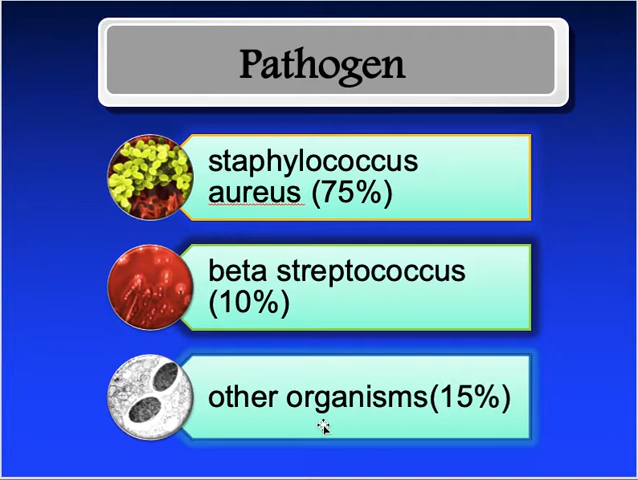 Pathogen
staphylococcus
aureus (75%)
beta streptococcus
(10%)
other organisms(15%)